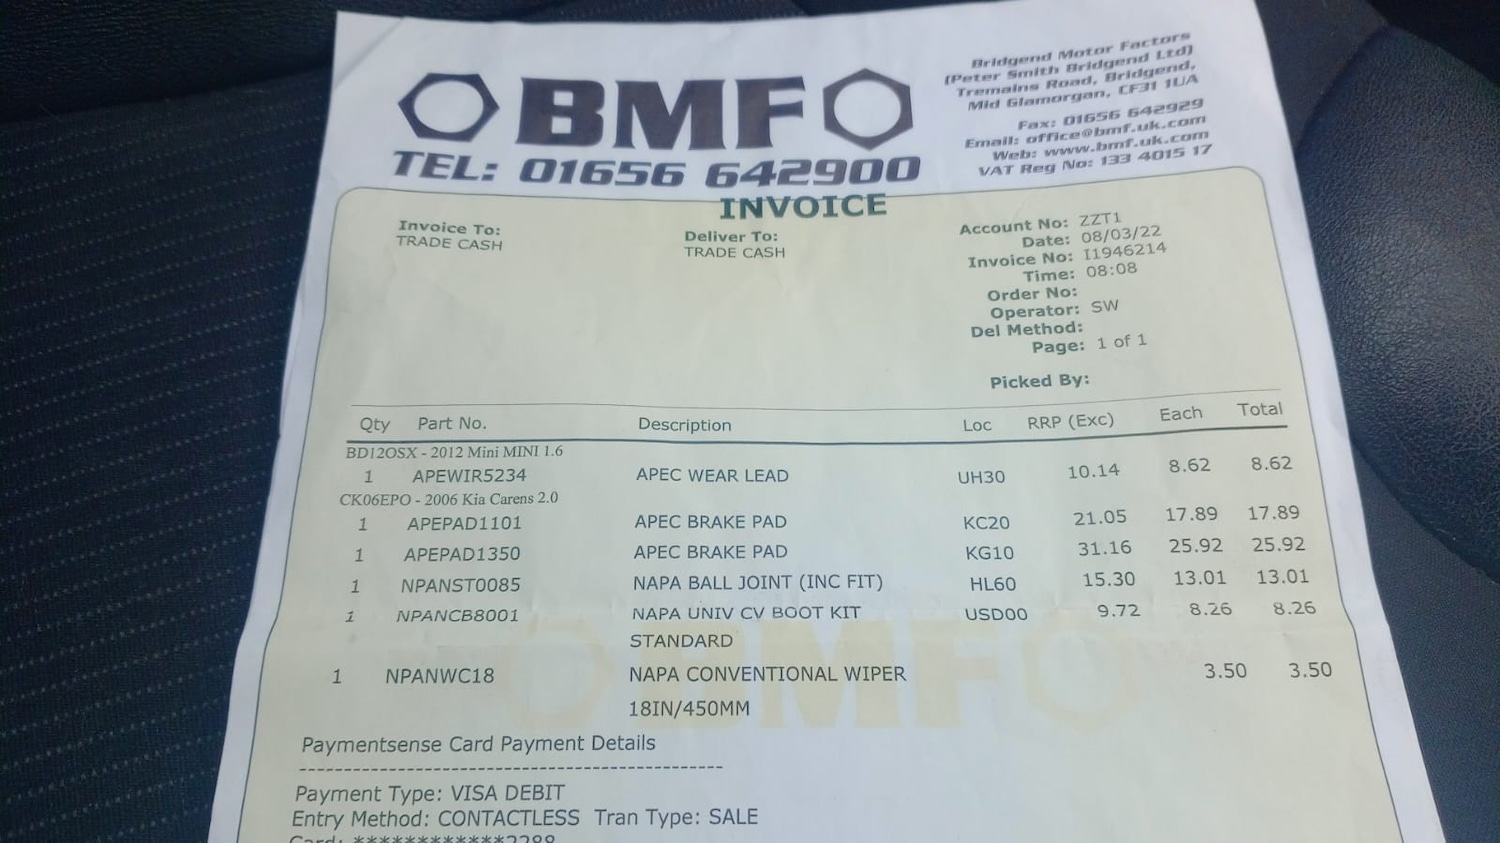 BMF
TEL: 01656 642900
Bridgend Motor Factors
(Peter Smith Bridgend Ltd)
Tremains Road, Bridgend,
Mid Glamorgan, CF31 1UA
Fax: 01656 642929
Email: office@bmf.uk.com
Web: www.bmf.uk.com
VAT Reg No: 133 4015 17
INVOICE
Invoice To:
TRADE CASH
Deliver To:
TRADE CASH
Account No: ZZT1
Date: 08/03/22
Invoice No: I1946214
Time: 08:08
Order No:
Operator: SW
Del Method:
Page: 1 of 1
Picked By:
Qty Part No. Description Loc RRP (Exc) Each Total
BD12OSX - 2012 Mini MINI 1.6
1 APEWIR5234 APEC WEAR LEAD UH30 10.14 8.62 8.62
CK06EPO - 2006 Kia Carens 2.0
1 APEPAD1101 APEC BRAKE PAD KC20 21.05 17.89 17.89
1 APEPAD1350 APEC BRAKE PAD KG10 31.16 25.92 25.92
1 NPANST0085 NAPA BALL JOINT (INC FIT) HL60 15.30 13.01 13.01
1 NPANCB8001 NAPA UNIV CV BOOT KIT USD00 9.72 8.26 8.26
STANDARD
1 NPANWC18 NAPA CONVENTIONAL WIPER 3.50 3.50
18IN/450MM
Paymentsense Card Payment Details
------------------------------------------------
Payment Type: VISA DEBIT
Entry Method: CONTACTLESS Tran Type: SALE
Card: ************2288